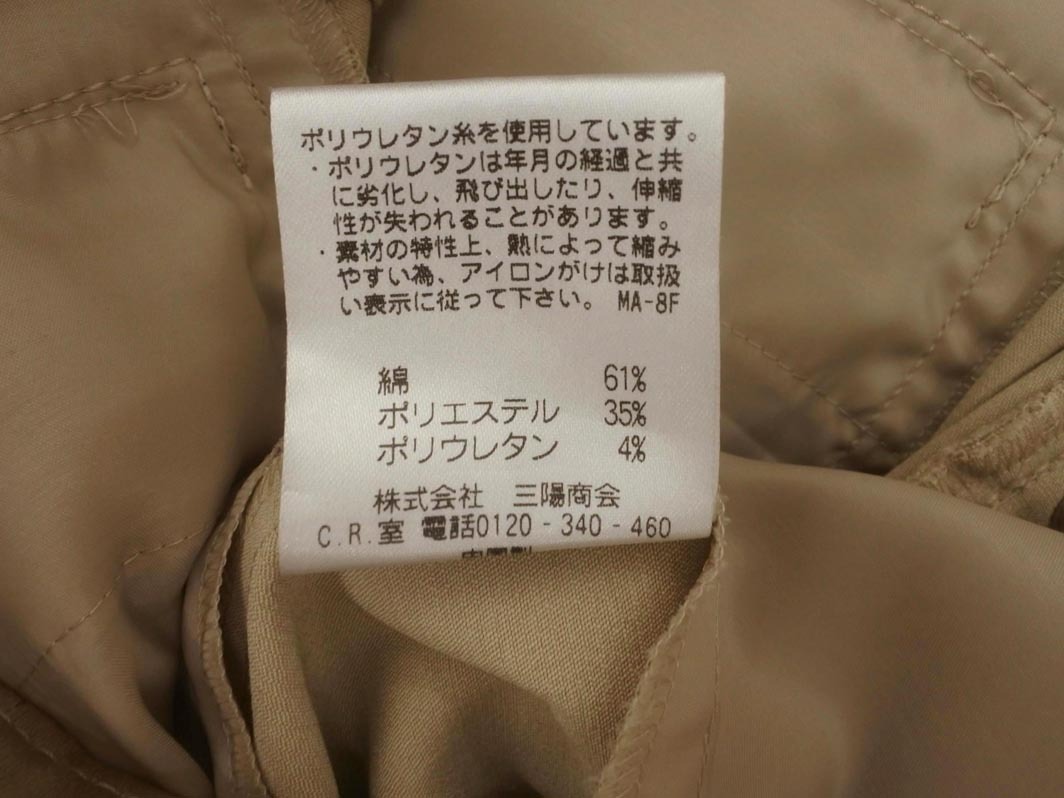 ポリウレタン糸を使用しています。
・ポリウレタンは年月の経過と共
に劣化し、飛び出したり、伸縮
性が失われることがあります。
・素材の特性上、熱によって縮み
やすい為、アイロンがけは取扱
い表示に従って下さい。 MA-8F
綿 61%
ポリエステル 35%
ポリウレタン 4%
株式会社 三陽商会
C.R.室 電話0120-340-460